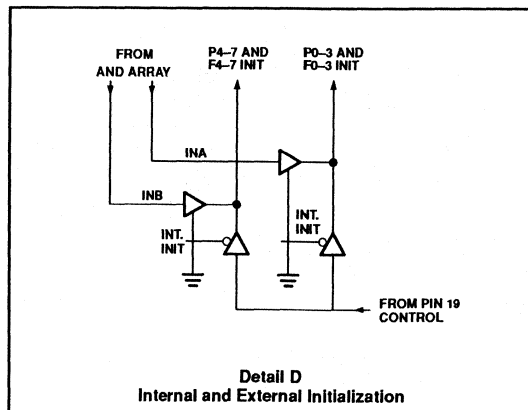 FROM
AND ARRAY
P4–7 AND
F4–7 INIT
P0–3 AND
F0–3 INIT
INA
INB
INT.
INIT
INT.
INIT
FROM PIN 19
CONTROL
Detail D
Internal and External Initialization